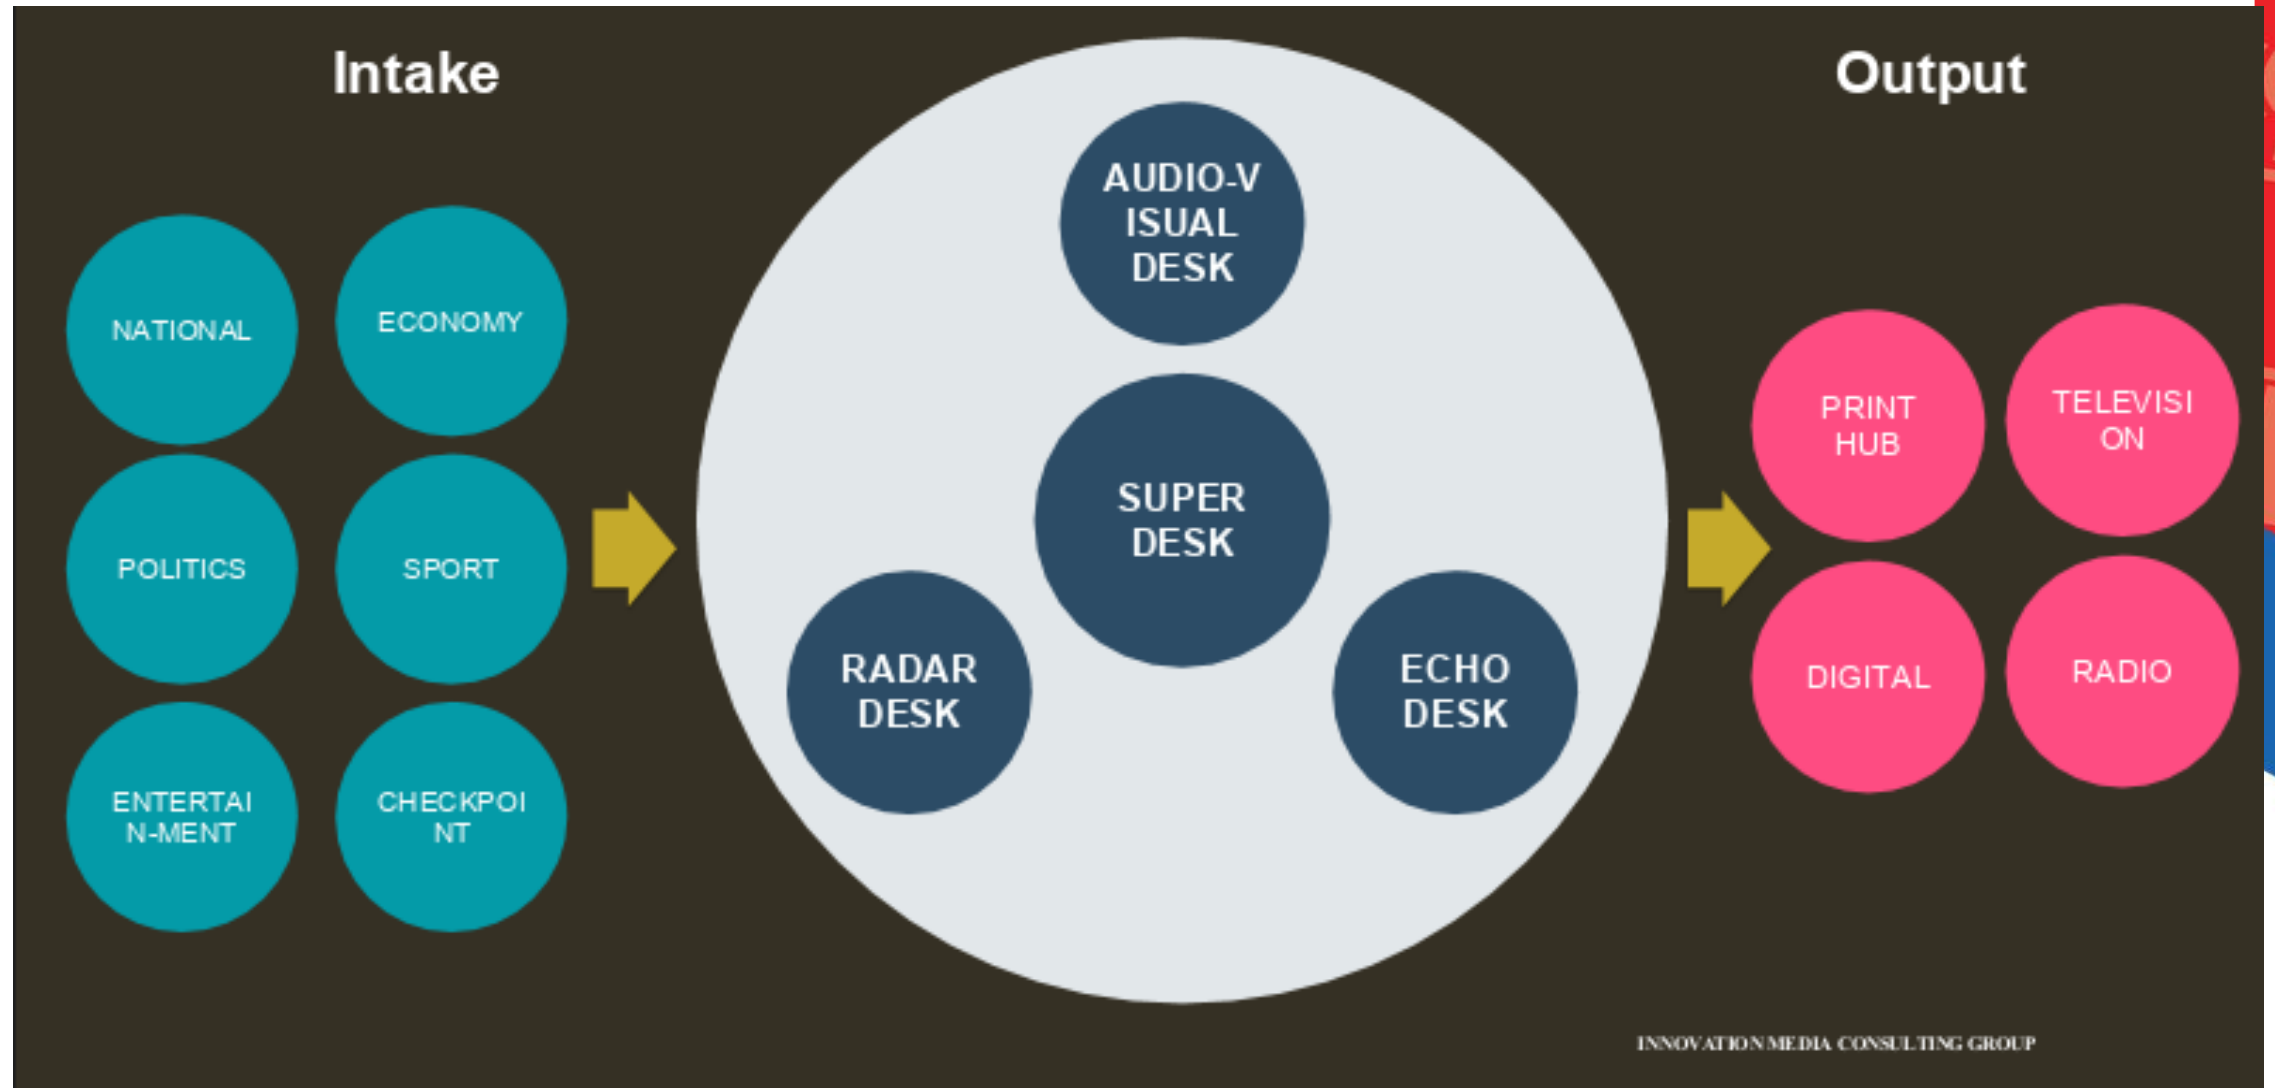 Intake
Output
NATIONAL
ECONOMY
POLITICS
SPORT
ENTERTAI
N-MENT
CHECKPOI
NT
AUDIO-V
ISUAL
DESK
SUPER
DESK
RADAR
DESK
ECHO
DESK
PRINT
HUB
TELEVISI
ON
DIGITAL
RADIO
INNOVATION MEDIA CONSULTING GROUP